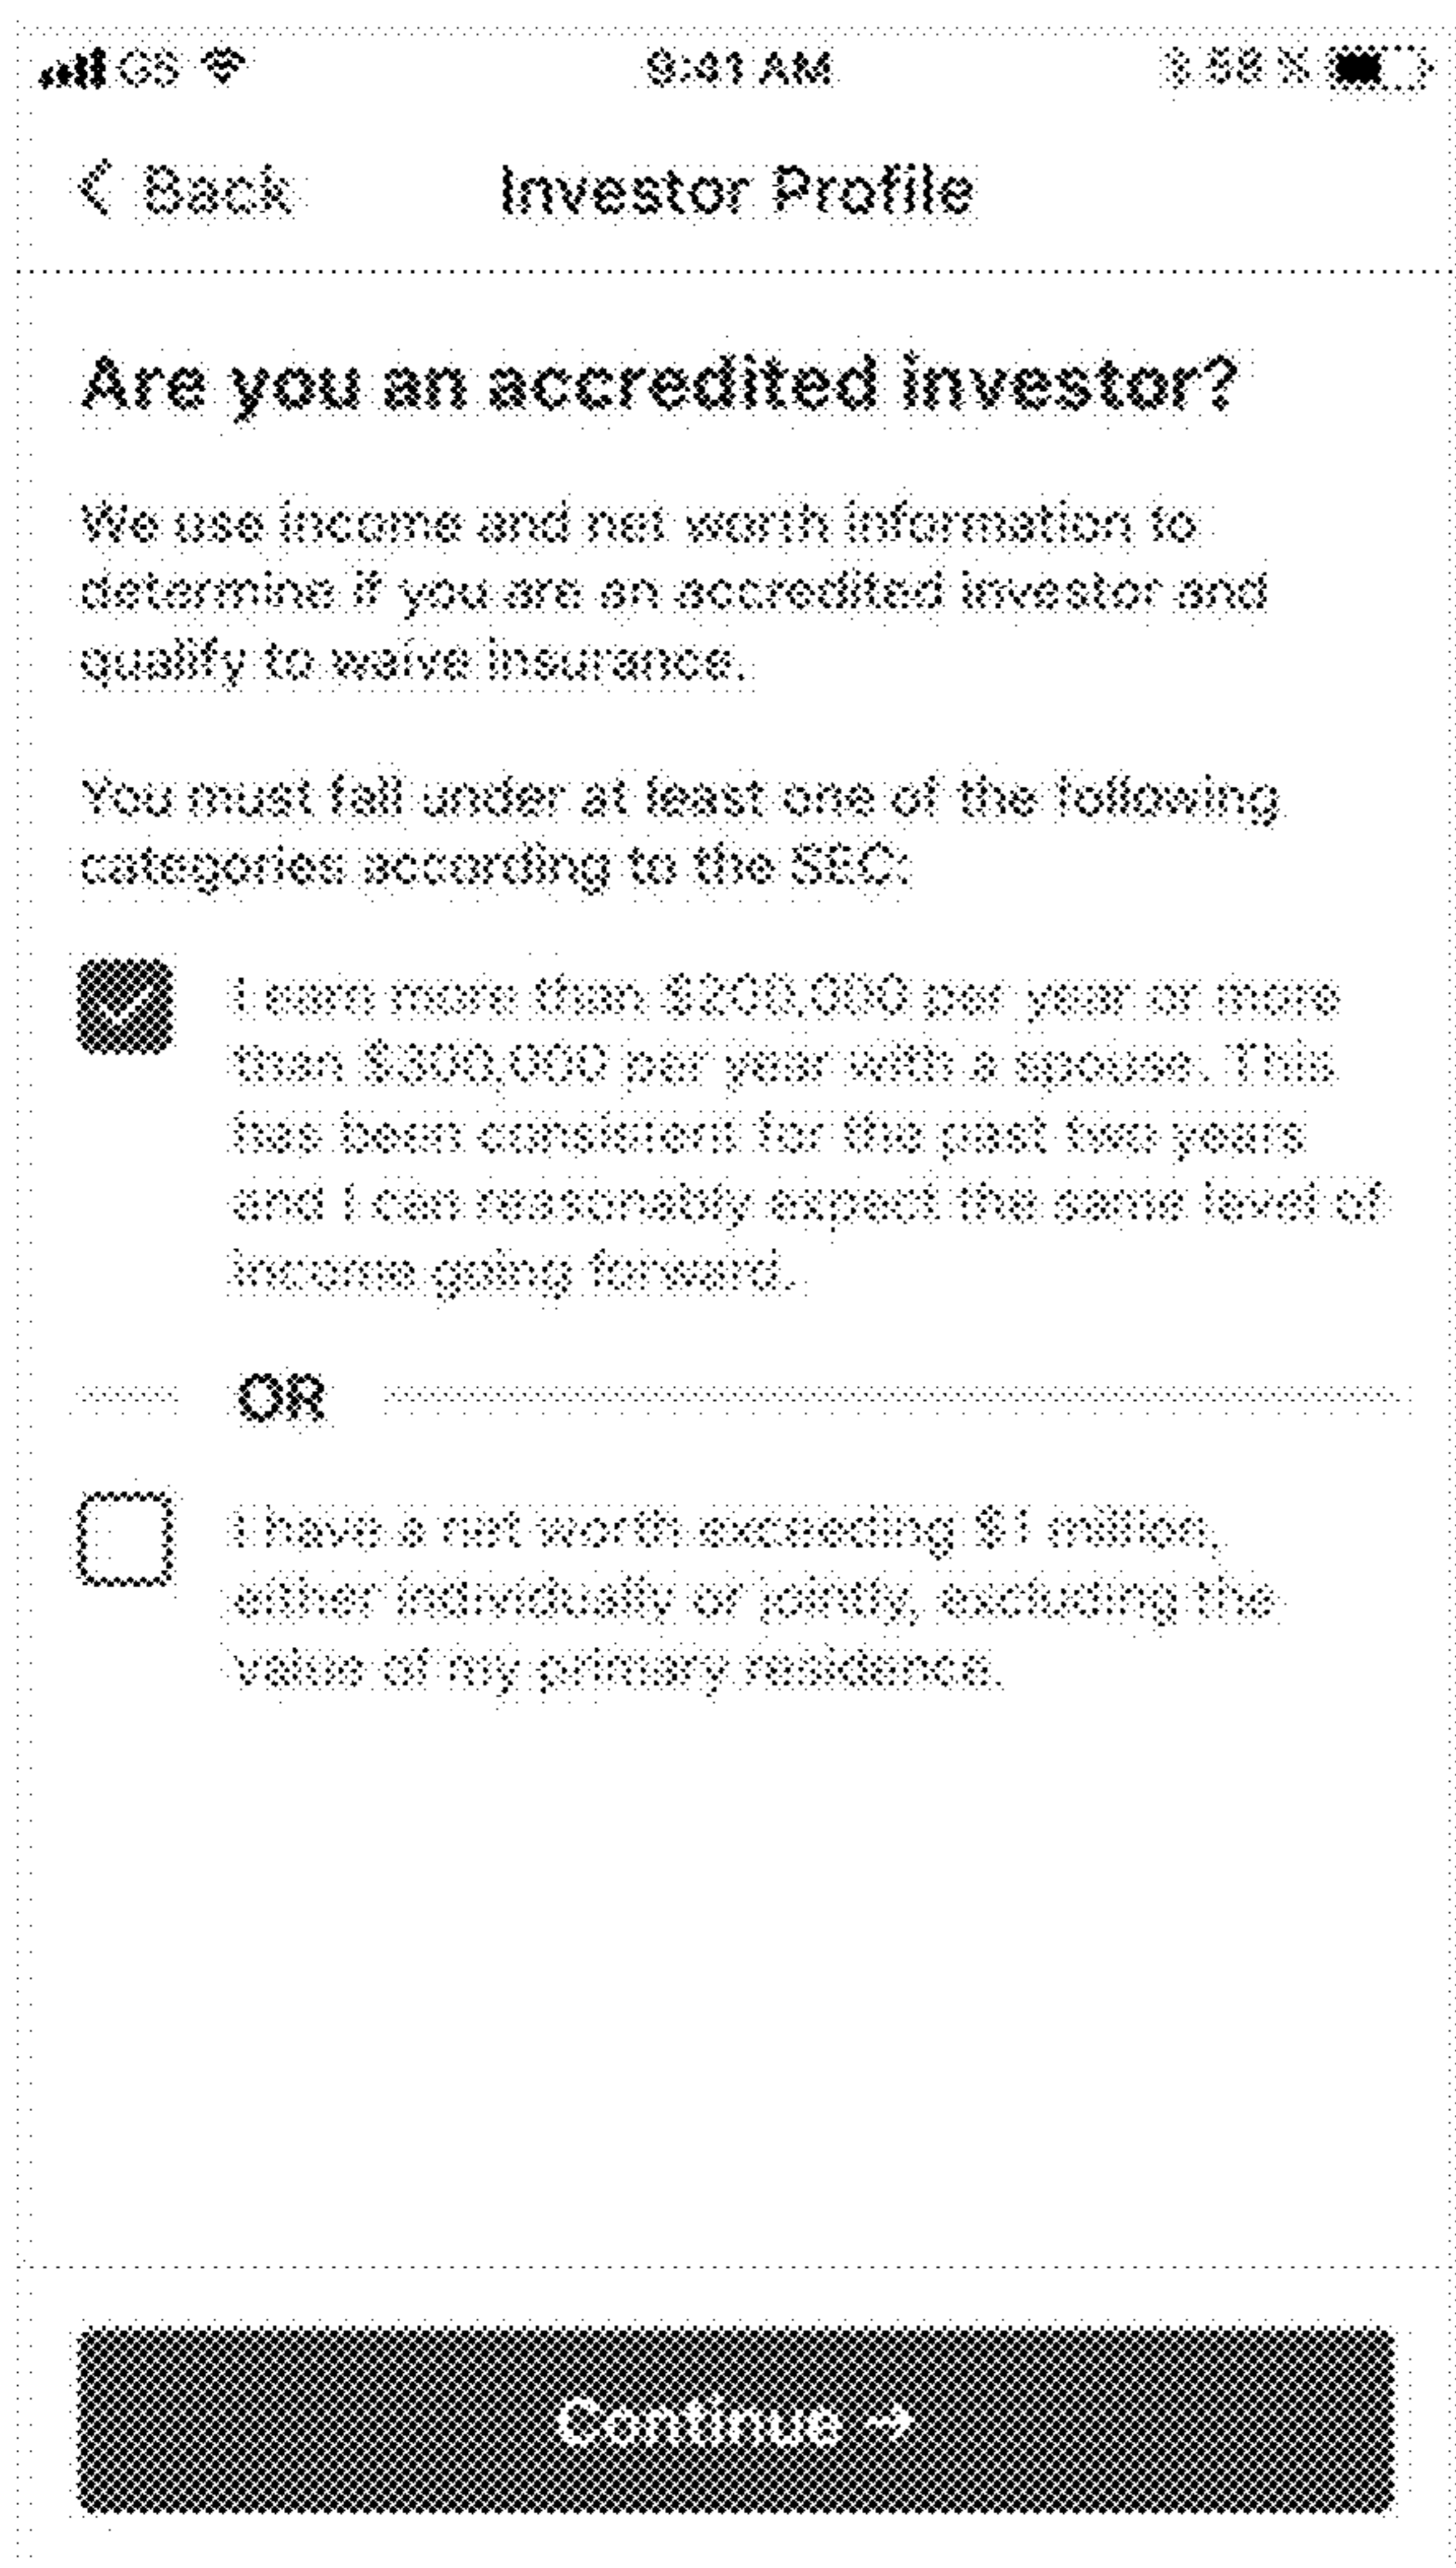 GS 9:41 AM 58 %
Back Investor Profile
Are you an accredited investor?
We use income and net worth information to
determine if you are an accredited investor and
qualify to waive insurance.
You must fall under at least one of the following
categories according to the SEC:
I earn more than $200,000 per year or more
than $300,000 per year with a spouse. This
has been consistent for the past two years
and I can reasonably expect the same level of
income going forward.
OR
I have a net worth exceeding $1 million,
either individually or jointly, excluding the
value of my primary residence.
Continue →